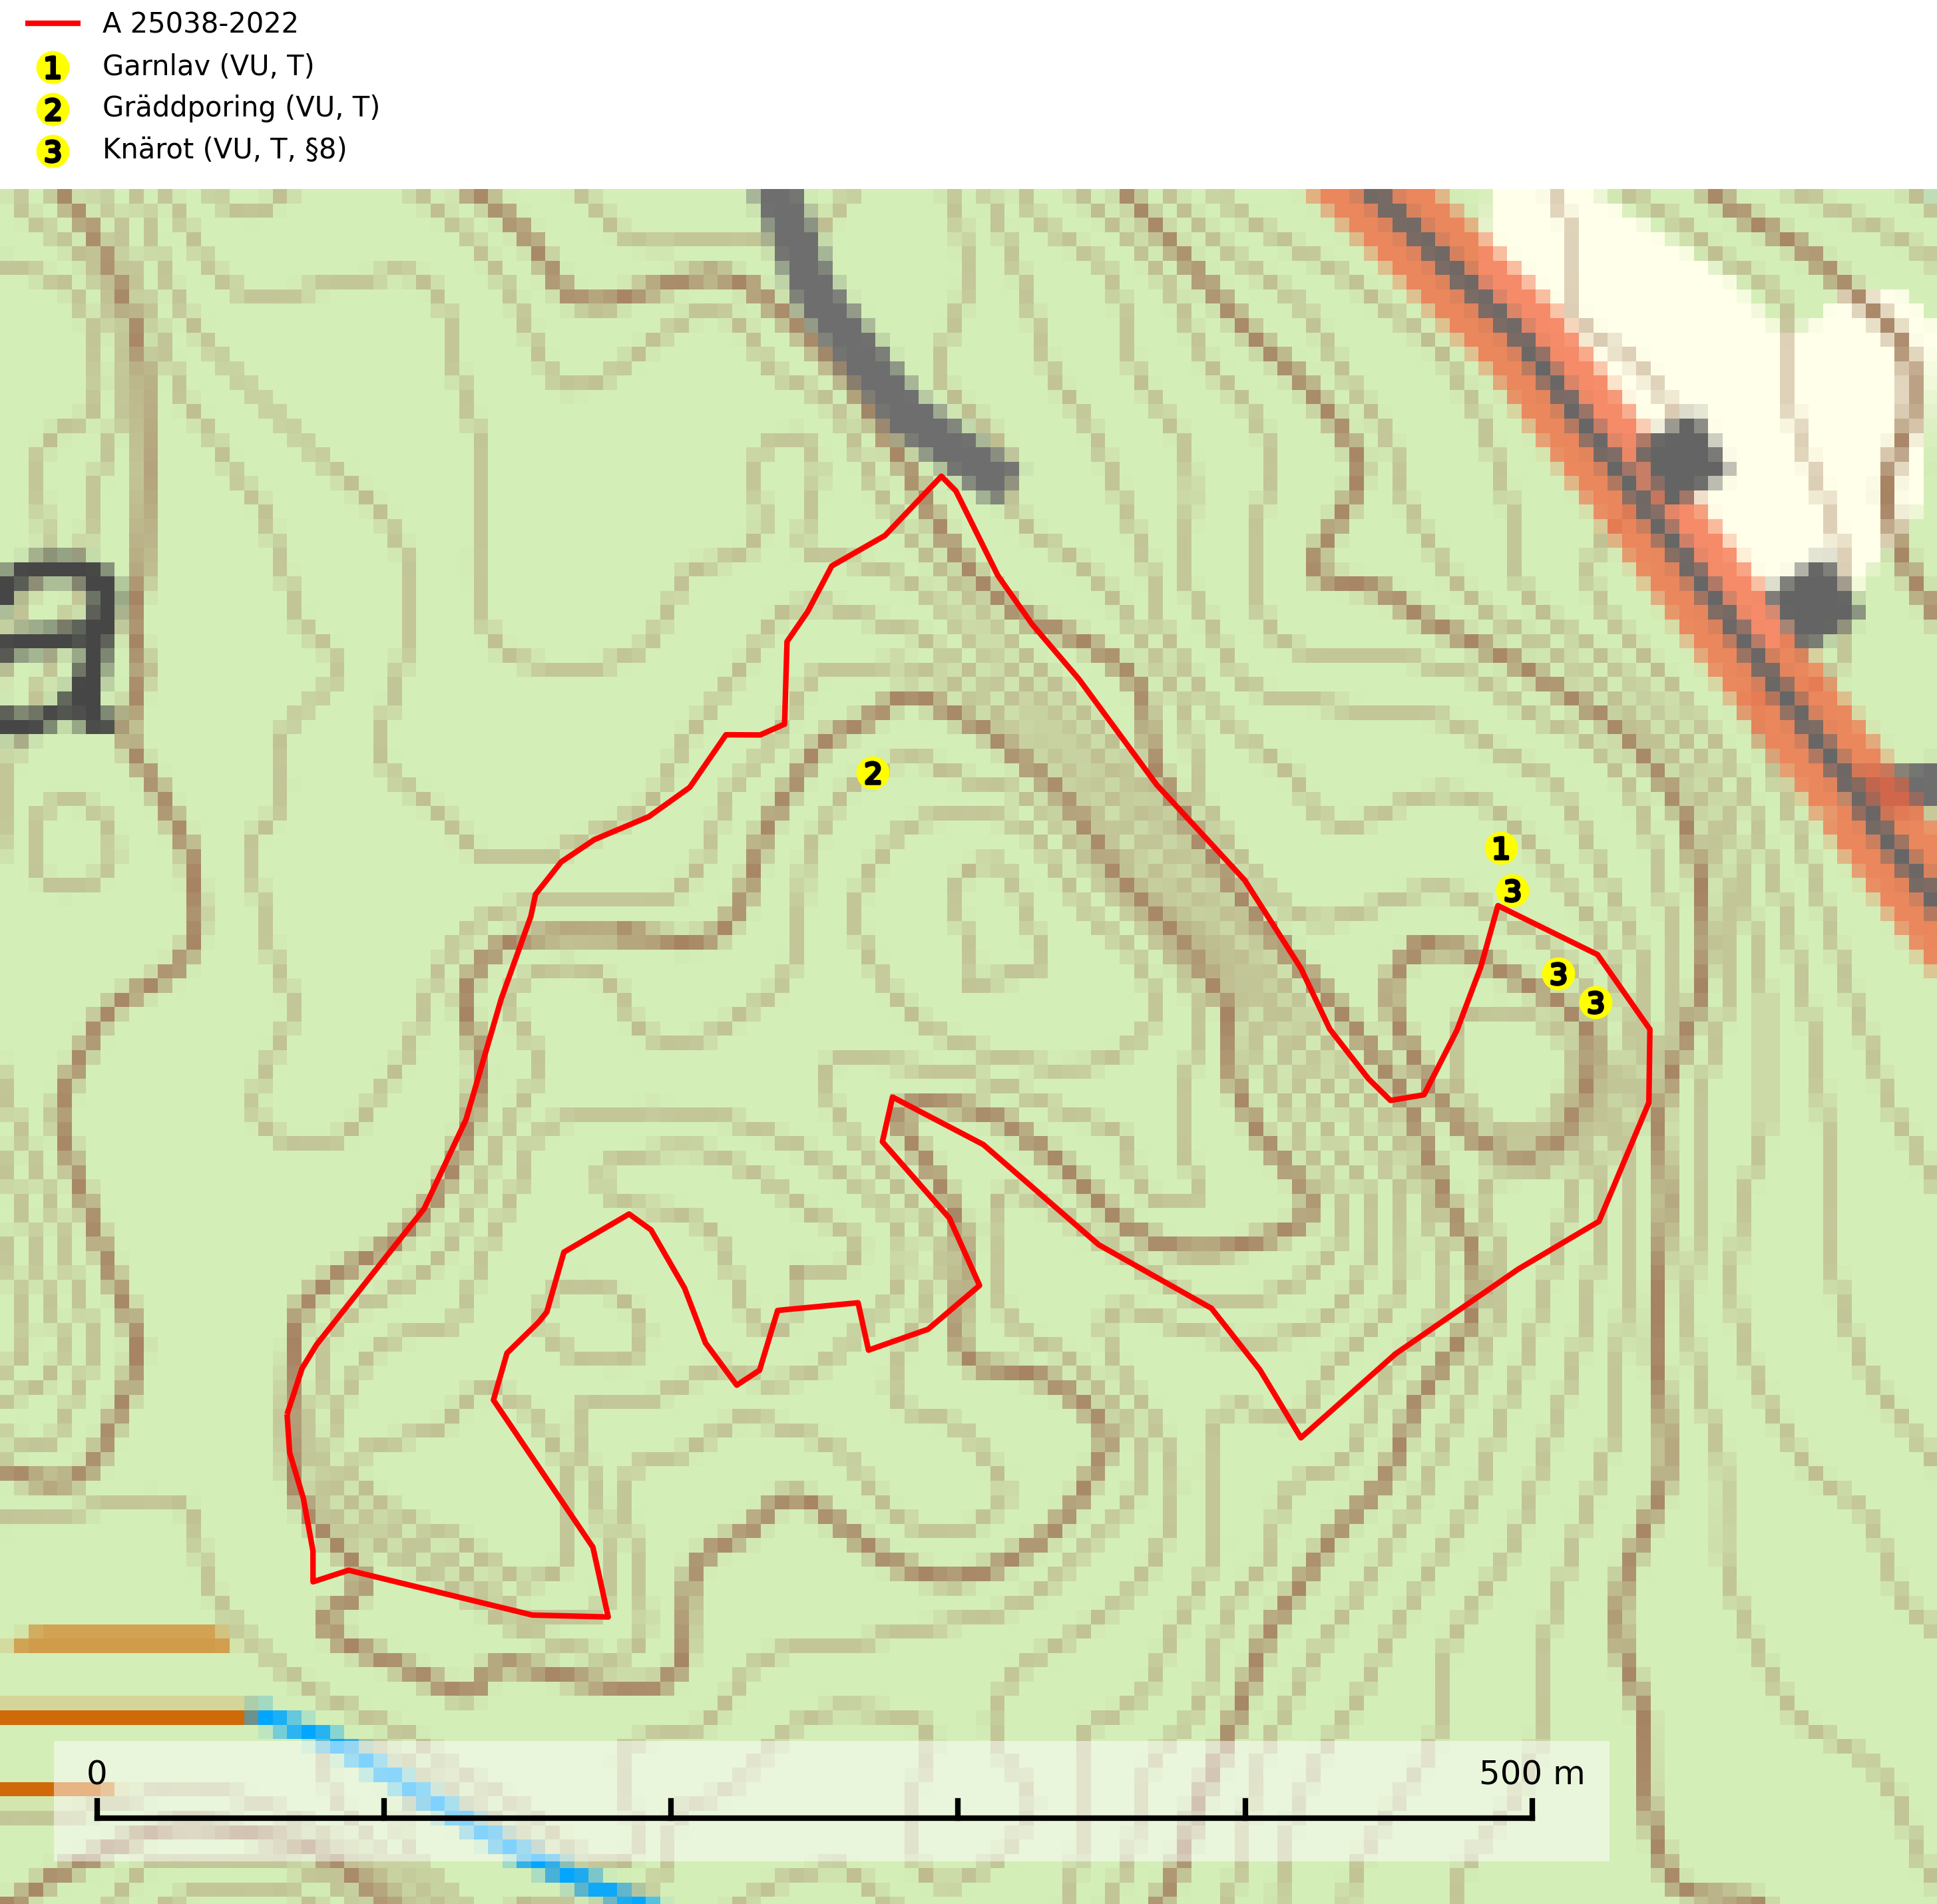 A 25038-2022
1 Garnlav (VU, T)
2 Gräddporing (VU, T)
3 Knärot (VU, T, §8)
2
1
3
3
3
0 500 m